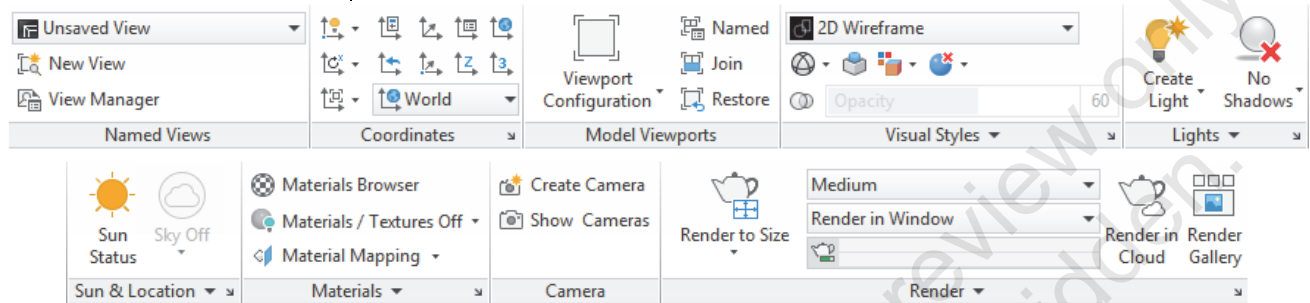 Unsaved View
New View
View Manager
Named Views
World
Coordinates
Viewport
Configuration
Named
Join
Restore
Model Viewports
2D Wireframe
Opacity 60
Visual Styles
Create
Light
No
Shadows
Lights
Sun
Status
Sky Off
Sun & Location
Materials Browser
Materials / Textures Off
Material Mapping
Materials
Create Camera
Show Cameras
Camera
Render to Size
Medium
Render in Window
Render in
Cloud
Render
Gallery
Render